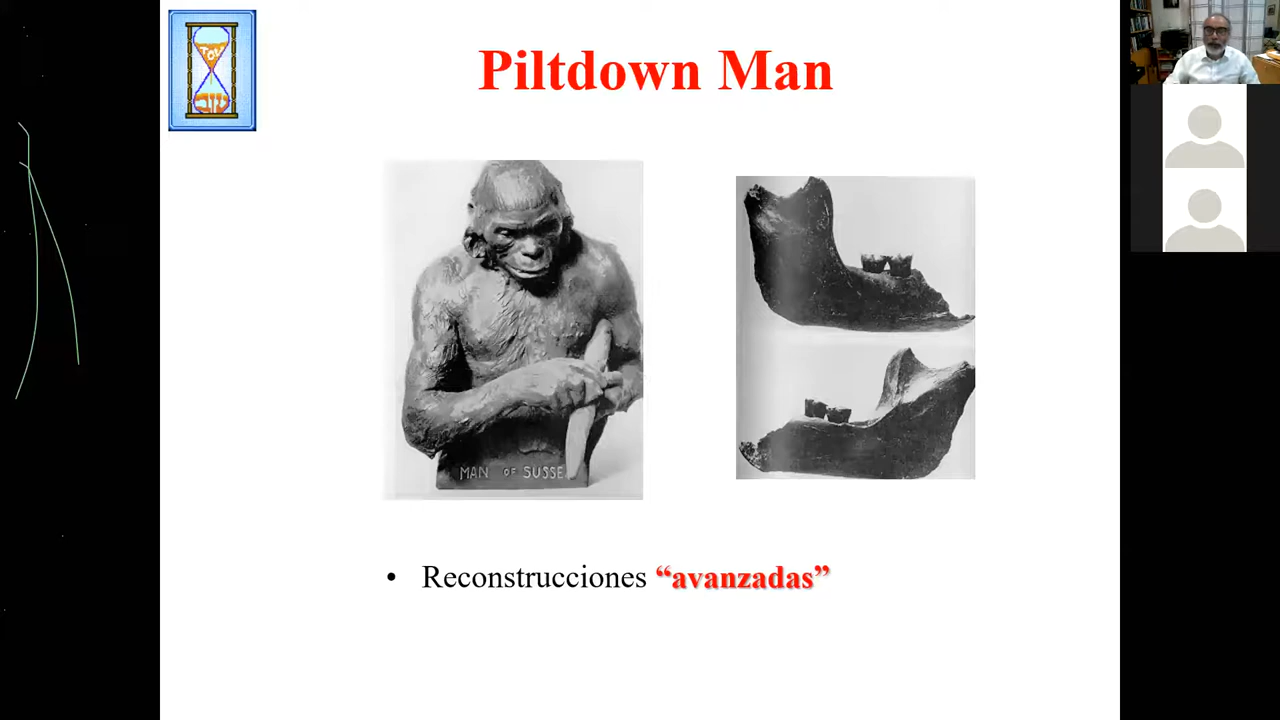 Piltdown Man
MAN OF SUSSE
• Reconstrucciones “avanzadas”